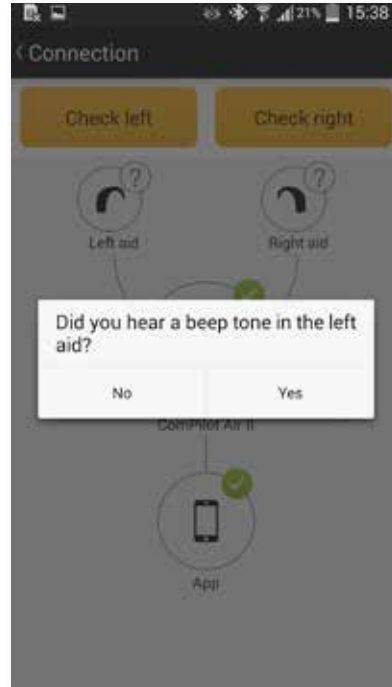 21% 15:38
Connection
Check left Check right
? ?
Left aid Right aid
Did you hear a beep tone in the left
aid?
No Yes
ComPilot Air II
App